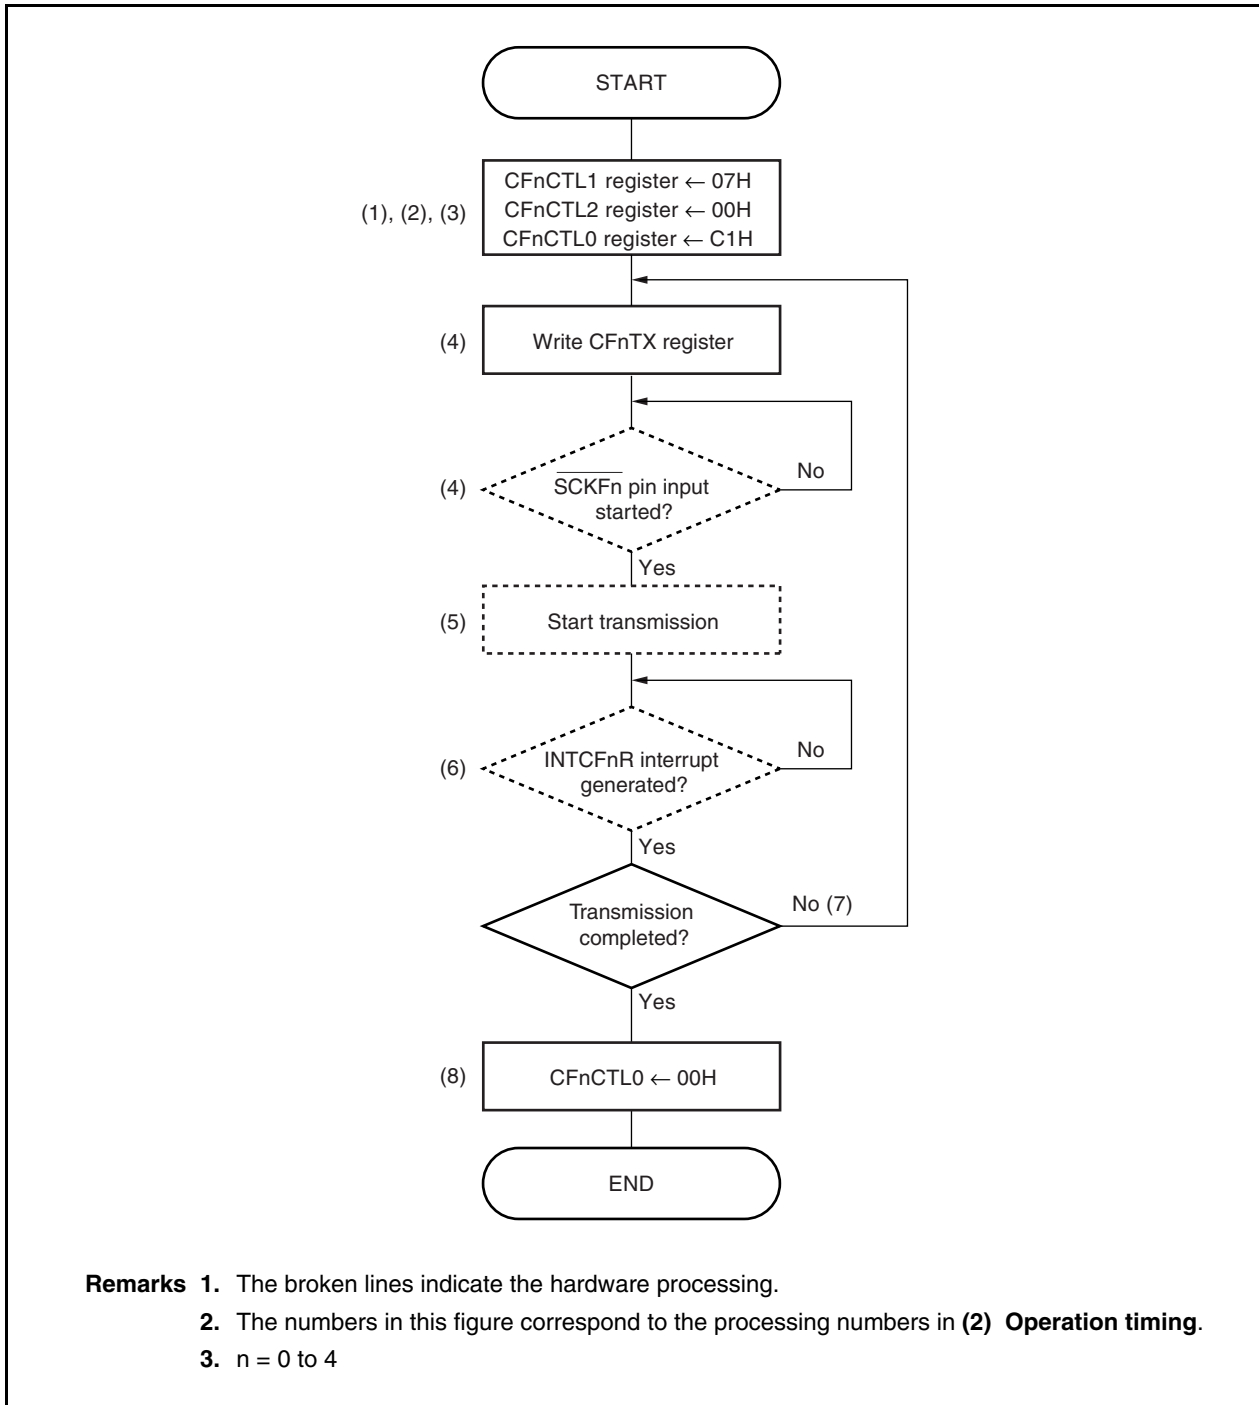 START
(1), (2), (3)
CFnCTL1 register ← 07H
CFnCTL2 register ← 00H
CFnCTL0 register ← C1H
(4)
Write CFnTX register
(4)
S̅C̅K̅F̅n̅ pin input
started?
No
Yes
(5)
Start transmission
(6)
INTCFnR interrupt
generated?
No
Yes
Transmission
completed?
No (7)
Yes
(8)
CFnCTL0 ← 00H
END
Remarks 1. The broken lines indicate the hardware processing.
2. The numbers in this figure correspond to the processing numbers in (2) Operation timing.
3. n = 0 to 4